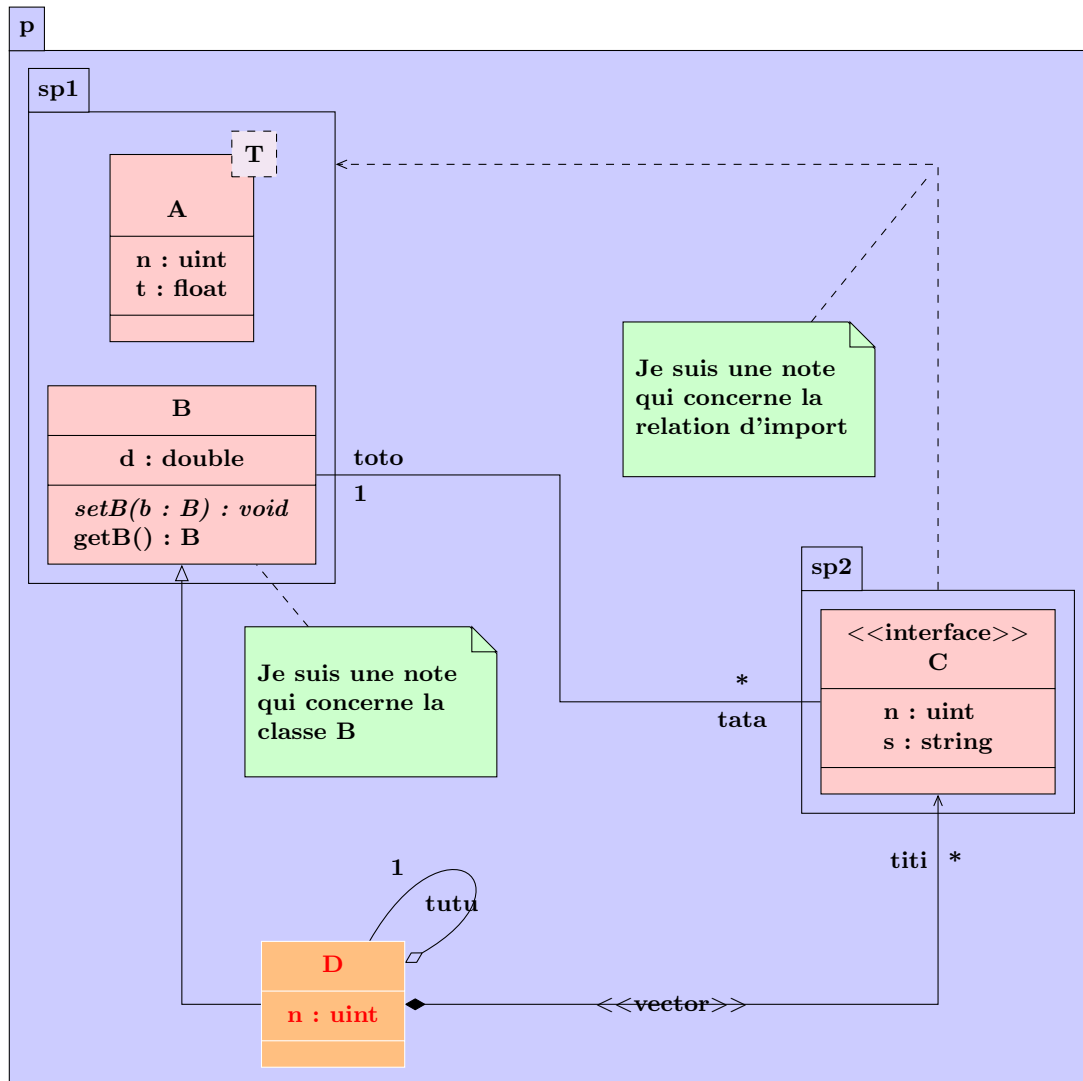 p
sp1
T
A
n : uint
t : float
B
d : double
setB(b : B) : void
getB() : B
toto
1
Je suis une note
qui concerne la
relation d'import
sp2
<<interface>>
C
n : uint
s : string
*
tata
Je suis une note
qui concerne la
classe B
titi *
1
tutu
D
n : uint
<<vector>>